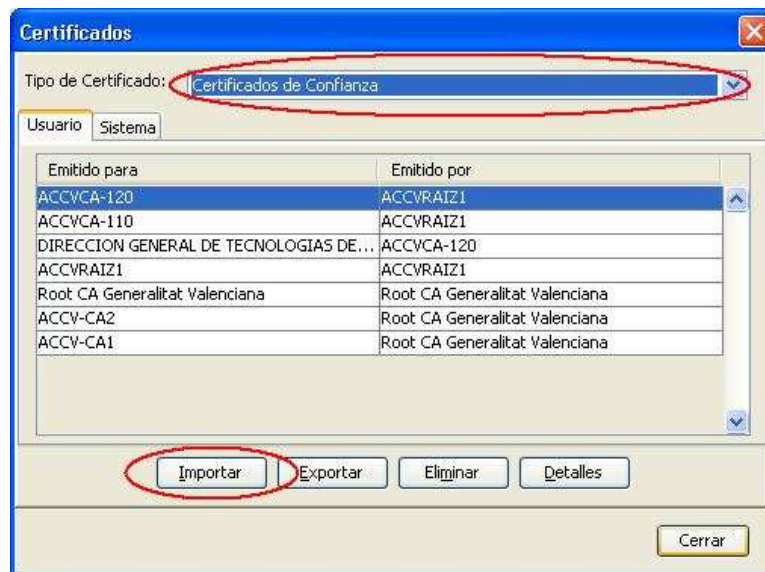 Certificados
Tipo de Certificado: Certificados de Confianza
Usuario Sistema
Emitido para Emitido por
ACCVCA-120 ACCVRAIZ1
ACCVCA-110 ACCVRAIZ1
DIRECCION GENERAL DE TECNOLOGIAS DE... ACCVCA-120
ACCVRAIZ1 ACCVRAIZ1
Root CA Generalitat Valenciana Root CA Generalitat Valenciana
ACCV-CA2 Root CA Generalitat Valenciana
ACCV-CA1 Root CA Generalitat Valenciana
Importar Exportar Eliminar Detalles
Cerrar